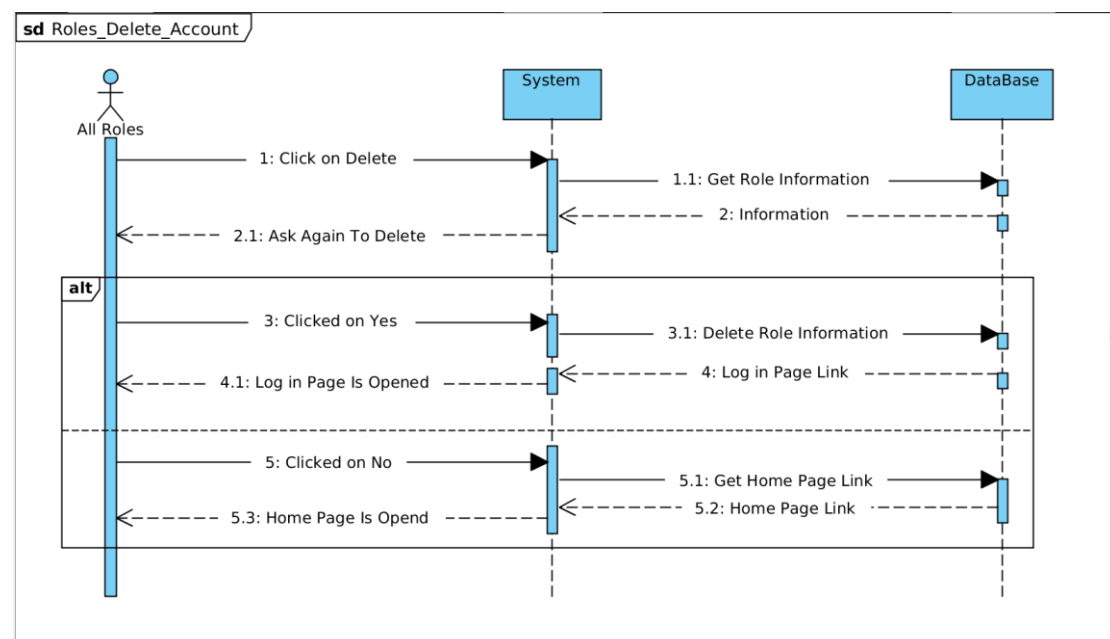 sd Roles_Delete_Account
System
DataBase
All Roles
1: Click on Delete
1.1: Get Role Information
2: Information
2.1: Ask Again To Delete
alt
3: Clicked on Yes
3.1: Delete Role Information
4: Log in Page Link
4.1: Log in Page Is Opened
5: Clicked on No
5.1: Get Home Page Link
5.2: Home Page Link
5.3: Home Page Is Opend